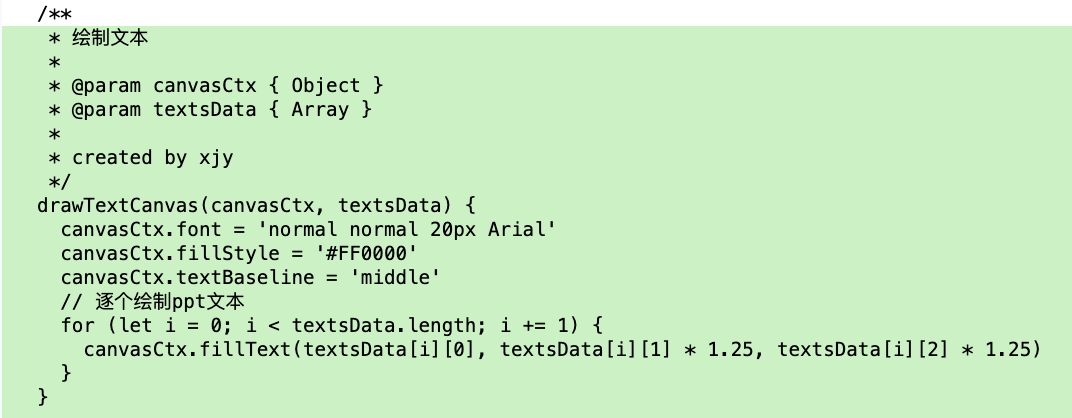 /**
 * 绘制文本
 *
 * @param canvasCtx { Object }
 * @param textsData { Array }
 *
 * created by xjy
 */
drawTextCanvas(canvasCtx, textsData) {
  canvasCtx.font = 'normal normal 20px Arial'
  canvasCtx.fillStyle = '#FF0000'
  canvasCtx.textBaseline = 'middle'
  // 逐个绘制ppt文本
  for (let i = 0; i < textsData.length; i += 1) {
    canvasCtx.fillText(textsData[i][0], textsData[i][1] * 1.25, textsData[i][2] * 1.25)
  }
}